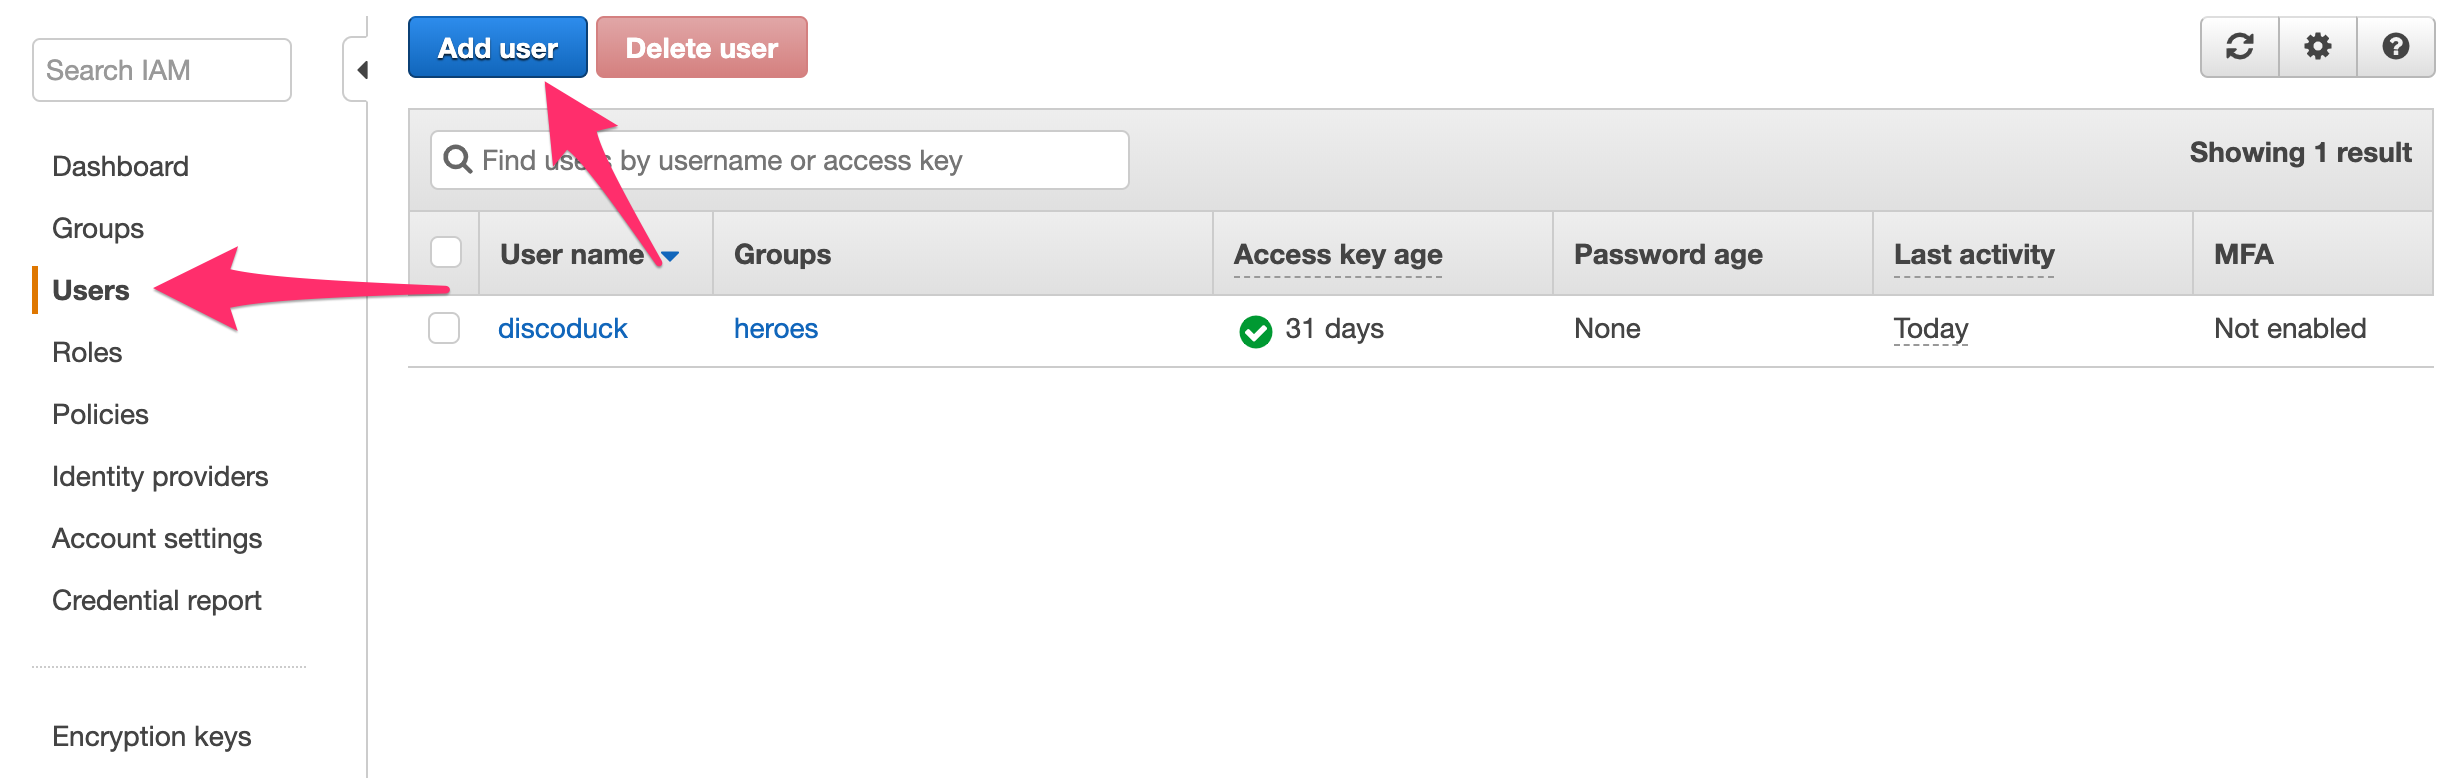 Search IAM
Dashboard
Groups
Users
Roles
Policies
Identity providers
Account settings
Credential report
Encryption keys
Add user
Delete user
Find users by username or access key
Showing 1 result
User name Groups Access key age Password age Last activity MFA
discoduck heroes 31 days None Today Not enabled